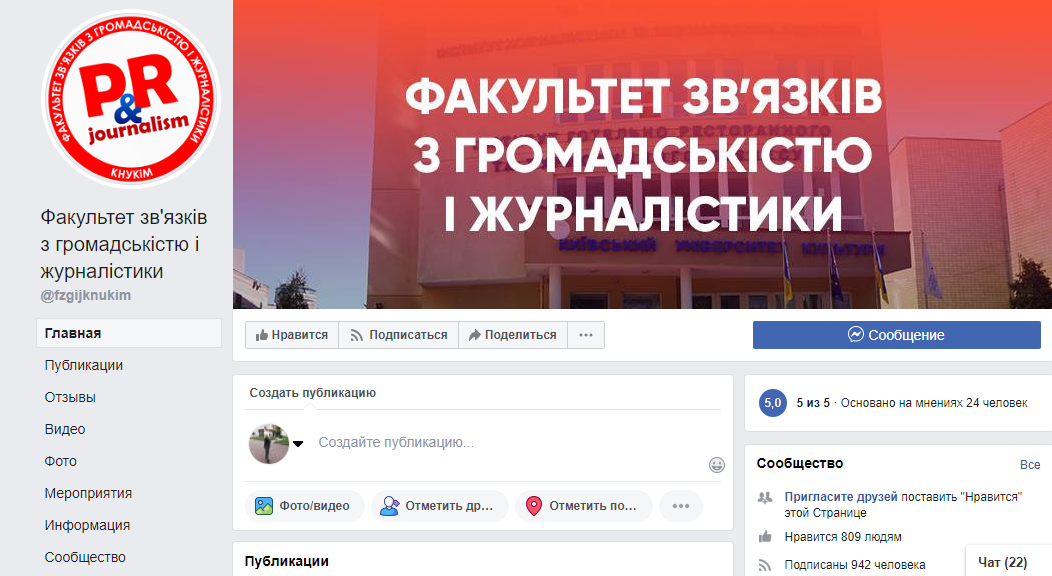 ФАКУЛЬТЕТ ЗВ'ЯЗКІВ З ГРОМАДСЬКІСТЮ І ЖУРНАЛІСТИКИ
PR
&
journalism
КНУКіМ
Факультет зв'язків
з громадськістю і
журналістики
@fzgijknukim
Главная
Публикации
Отзывы
Видео
Фото
Мероприятия
Информация
Сообщество
ФАКУЛЬТЕТ ЗВ’ЯЗКІВ
З ГРОМАДСЬКІСТЮ
І ЖУРНАЛІСТИКИ
КИЇВСЬКИЙ УНІВЕРСИТЕТ КУЛЬТУРИ
Нравится
Подписаться
Поделиться
Сообщение
Создать публикацию
Создайте публикацию...
Фото/видео
Отметить др...
Отметить по...
Публикации
5,0 5 из 5 · Основано на мнениях 24 человек
Сообщество
Все
Пригласите друзей поставить "Нравится"
этой Странице
Нравится 809 людям
Подписаны 942 человека
Чат (22)